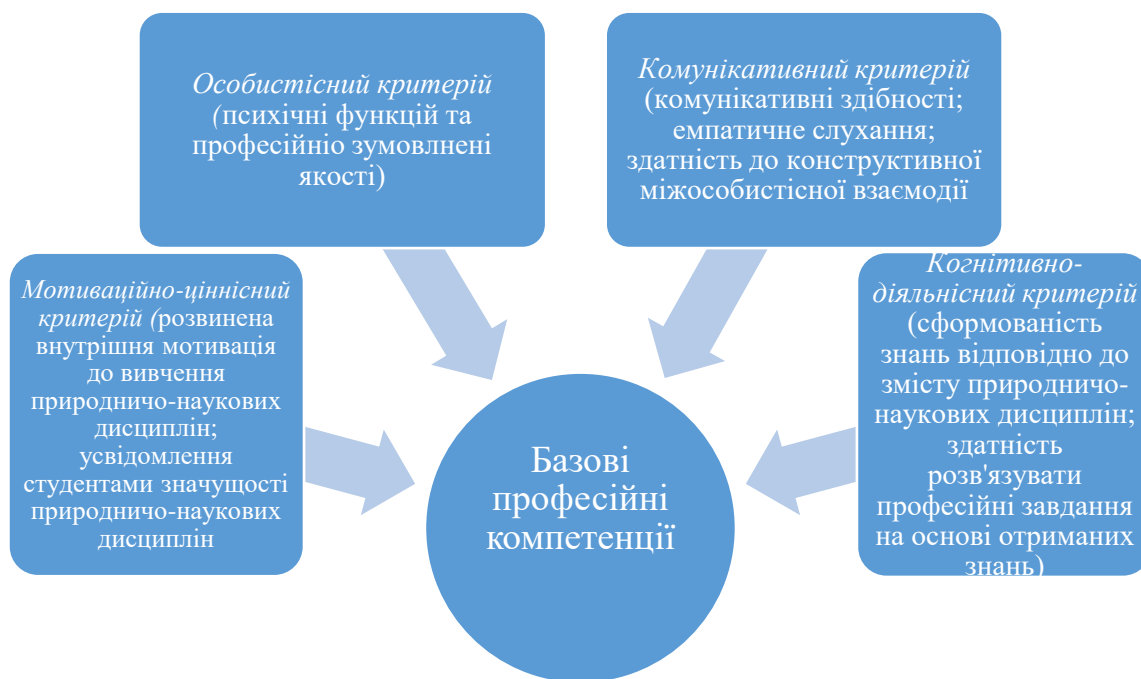 Особистісний критерій
(психічні функцій та
професійніо зумовлнені
якості)
Комунікативний критерій
(комунікативні здібності;
емпатичне слухання;
здатність до конструктивної
міжособистісної взаємодії
Мотиваційно-ціннісний
критерій (розвинена
внутрішня мотивація
до вивчення
природничо-наукових
дисциплін;
усвідомлення
студентами значущості
природничо-наукових
дисциплін
Когнітивно-
діяльнісний критерій
(сформованість
знань відповідно до
змісту природничо-
наукових дисциплін;
здатність
розв'язувати
професійні завдання
на основі отриманих
знань)
Базові
професійні
компетенції